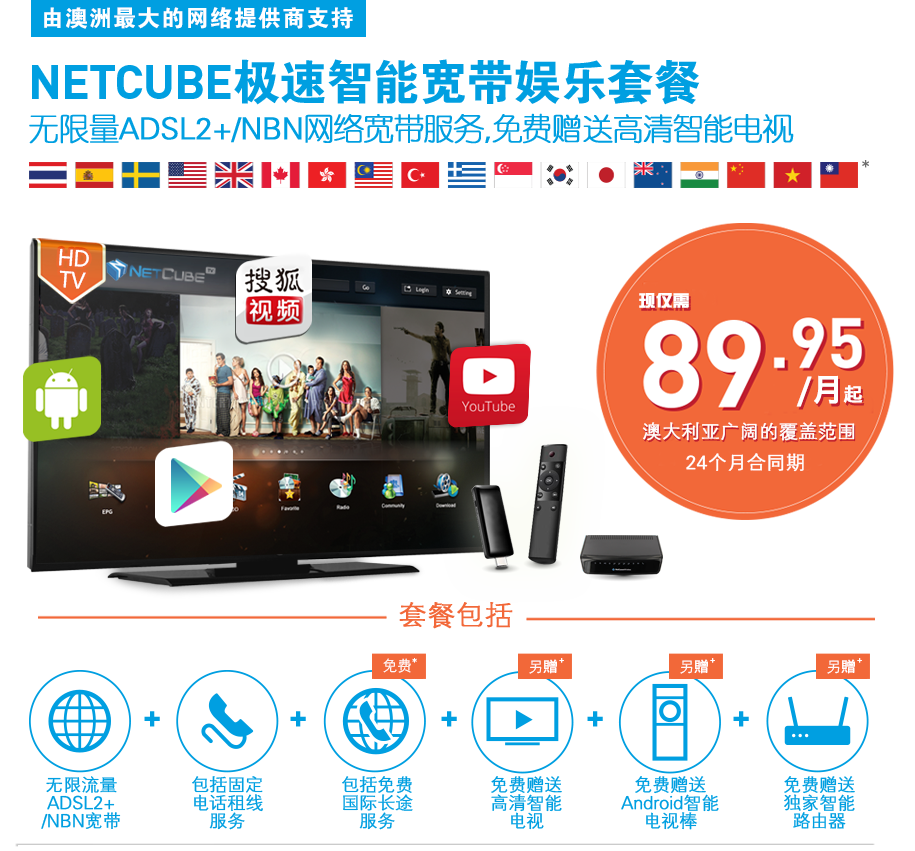 由澳洲最大的网络提供商支持
NETCUBE极速智能宽带娱乐套餐
无限量ADSL2+/NBN网络宽带服务,免费赠送高清智能电视
*
HD
TV
NETCUBE TV
搜狐
视频
Go
Login
Setting
YouTube
EPG
Favorite
Radio
Community
Download
现仅需
89.95
/月起
澳大利亚广阔的覆盖范围
24个月合同期
套餐包括
免费*
另赠+
另赠+
另赠+
+ + + + +
无限流量
ADSL2+
/NBN宽带
包括固定
电话租线
服务
包括免费
国际长途
服务
免费赠送
高清智能
电视
免费赠送
Android智能
电视棒
免费赠送
独家智能
路由器